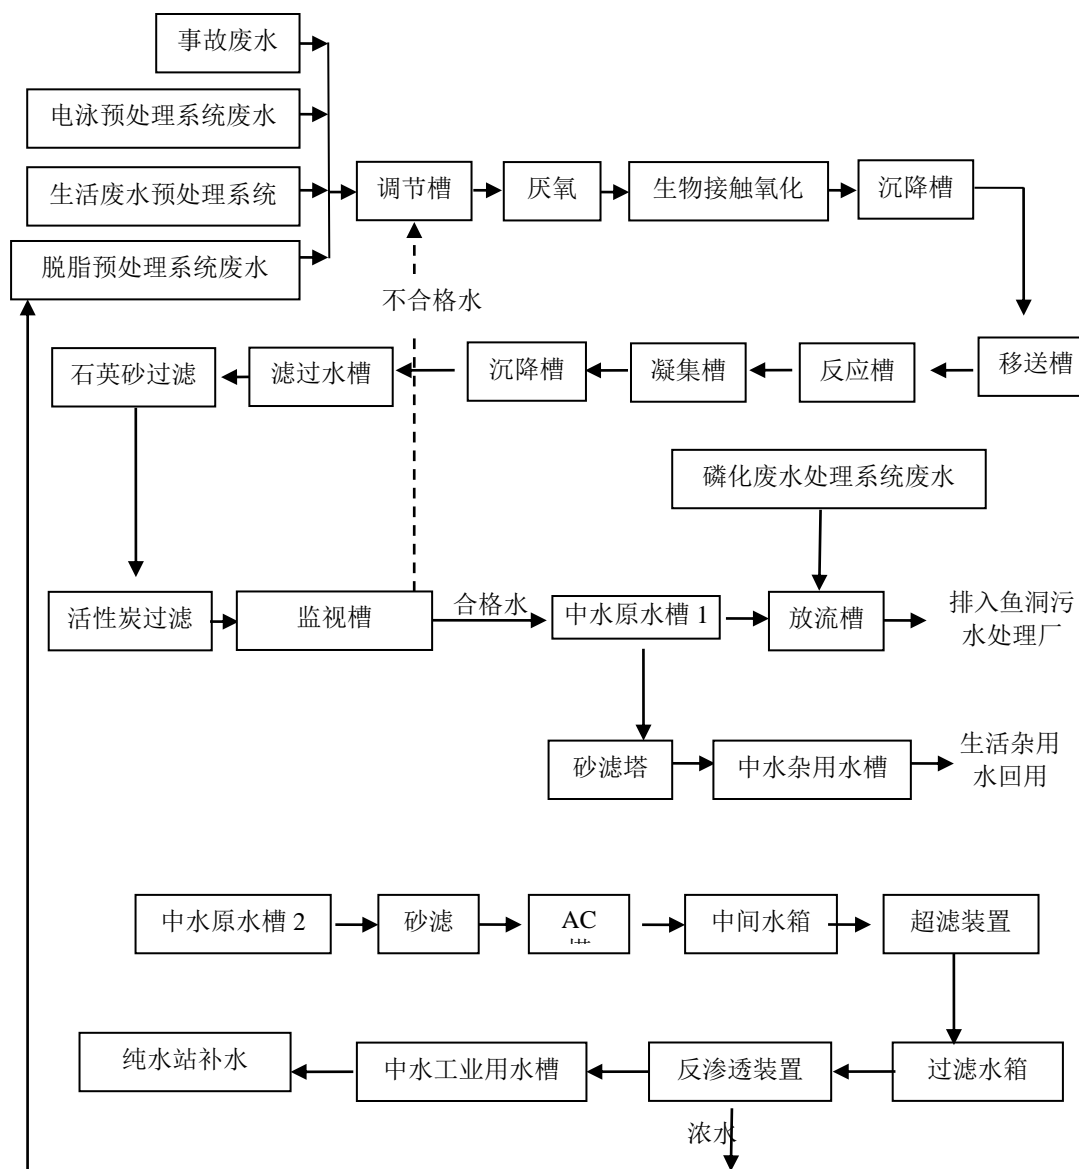 事故废水
电泳预处理系统废水
生活废水预处理系统
调节槽
厌氧
生物接触氧化
沉降槽
脱脂预处理系统废水
不合格水
石英砂过滤
滤过水槽
沉降槽
凝集槽
反应槽
移送槽
磷化废水处理系统废水
活性炭过滤
监视槽
合格水
中水原水槽 1
放流槽
排入鱼洞污
水处理厂
砂滤塔
中水杂用水槽
生活杂用
水回用
中水原水槽 2
砂滤
AC
中间水箱
超滤装置
纯水站补水
中水工业用水槽
反渗透装置
过滤水箱
浓水